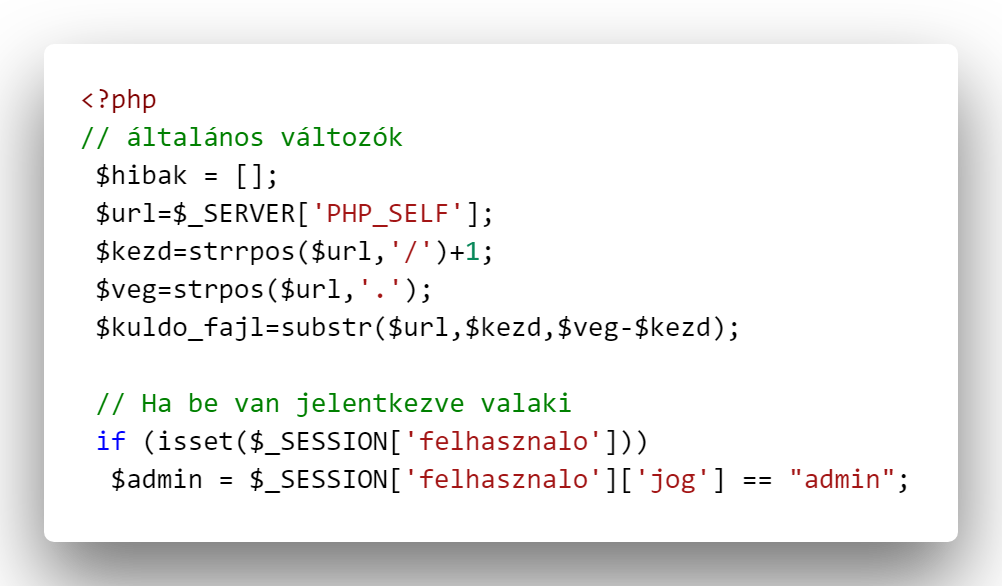 <?php
// általános változók
$hibak = [];
$url=$_SERVER['PHP_SELF'];
$kezd=strrpos($url,'/')+1;
$veg=strpos($url,'.');
$kuldo_fajl=substr($url,$kezd,$veg-$kezd);
// Ha be van jelentkezve valaki
if (isset($_SESSION['felhasznalo']))
$admin = $_SESSION['felhasznalo']['jog'] == "admin";